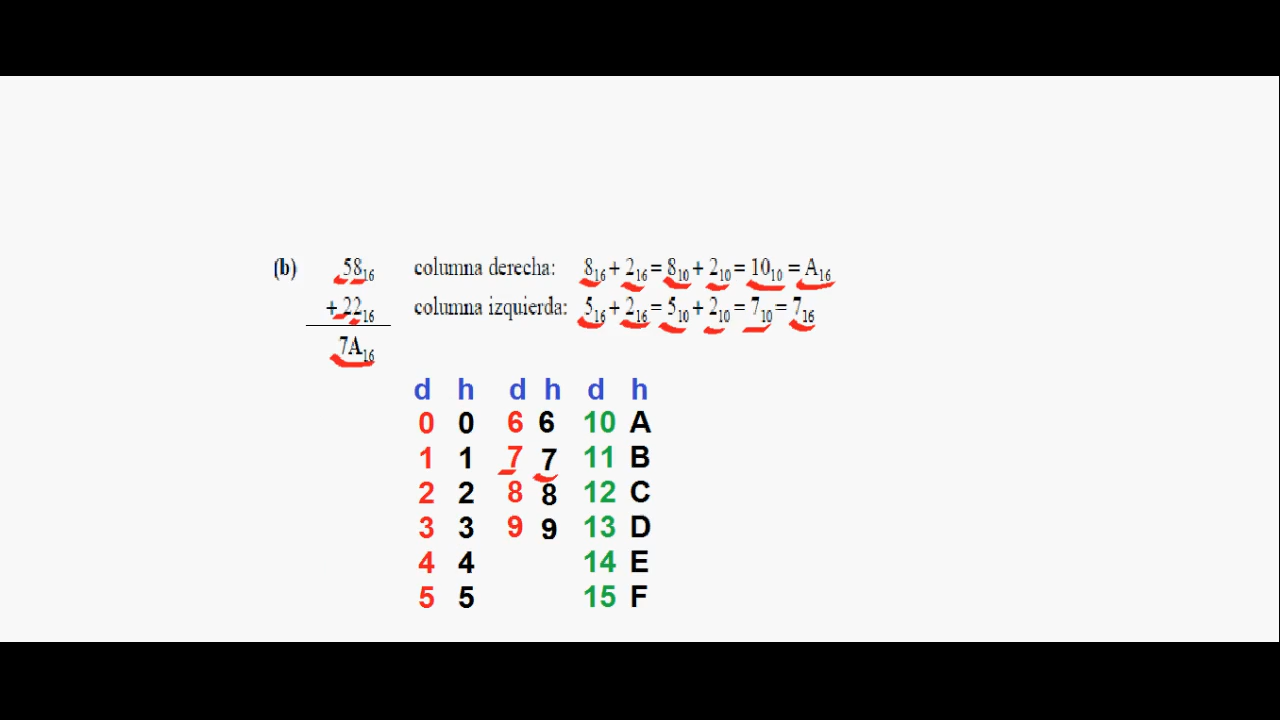 (b) 58₁₆ columna derecha: 8₁₆ + 2₁₆ = 8₁₀ + 2₁₀ = 10₁₀ = A₁₆
+ 22₁₆ columna izquierda: 5₁₆ + 2₁₆ = 5₁₀ + 2₁₀ = 7₁₀ = 7₁₆
7A₁₆
d h d h d h
0 0 6 6 10 A
1 1 7 7 11 B
2 2 8 8 12 C
3 3 9 9 13 D
4 4 14 E
5 5 15 F